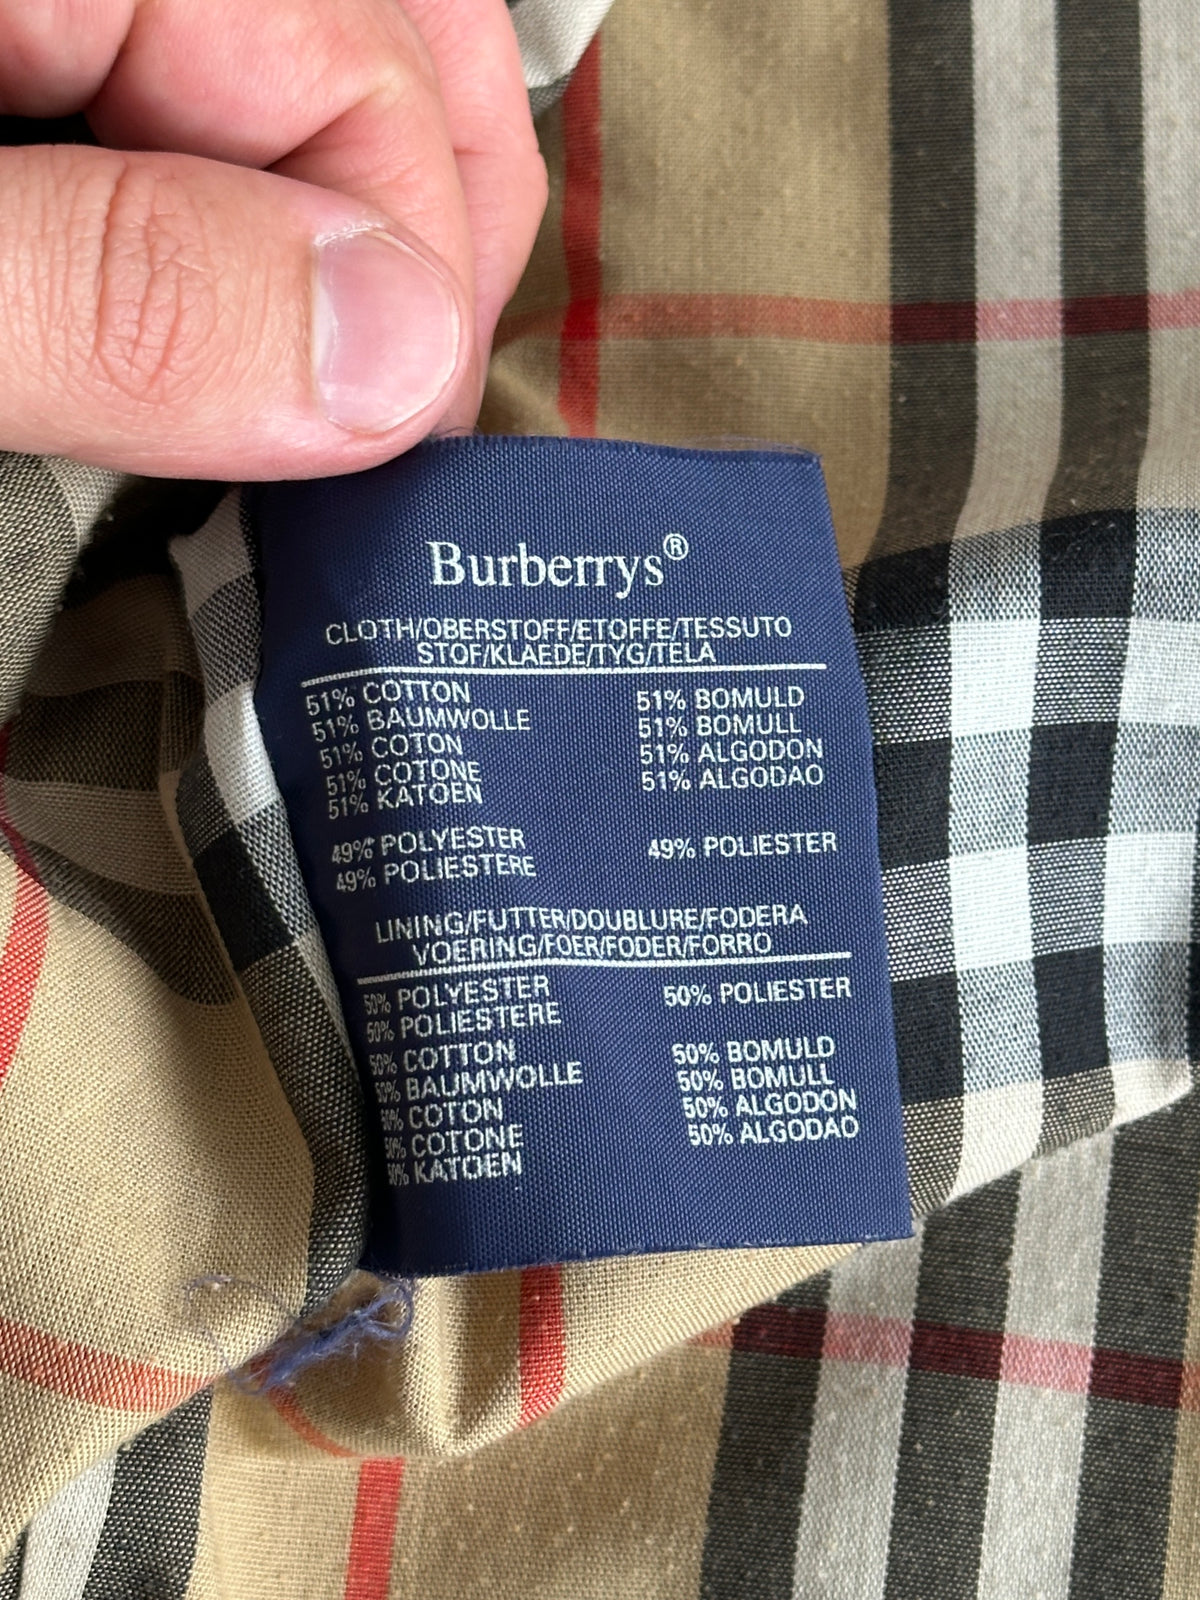 Burberrys®
CLOTH/OBERSTOFF/ETOFFE/TESSUTO
STOF/KLAEDE/TYG/TELA
51% COTTON 51% BOMULD
51% BAUMWOLLE 51% BOMULL
51% COTON 51% ALGODON
51% COTONE 51% ALGODAO
51% KATOEN
49% POLYESTER 49% POLIESTER
49% POLIESTERE
LINING/FUTTER/DOUBLURE/FODERA
VOERING/FOER/FODER/FORRO
50% POLYESTER 50% POLIESTER
50% POLIESTERE
50% COTTON 50% BOMULD
50% BAUMWOLLE 50% BOMULL
50% COTON 50% ALGODON
50% COTONE 50% ALGODAO
50% KATOEN